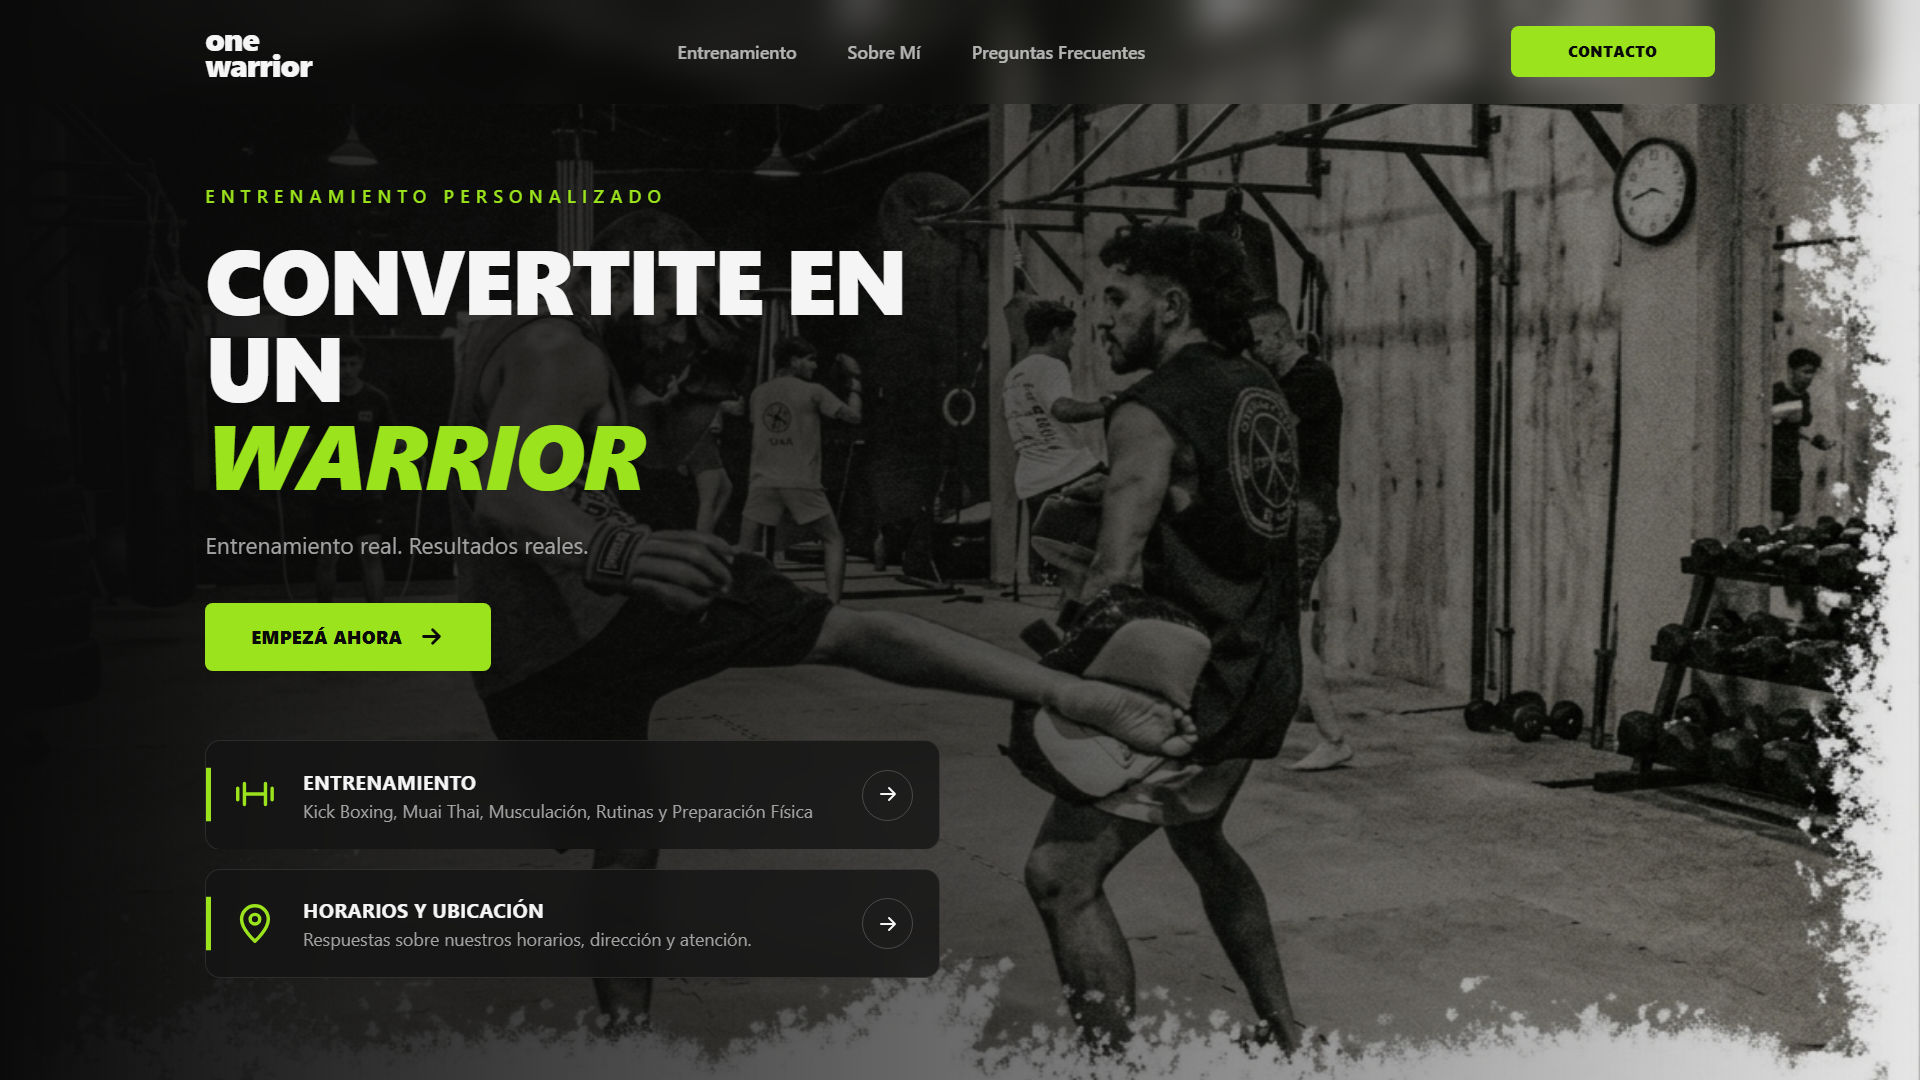 one
warrior
Entrenamiento
Sobre Mí
Preguntas Frecuentes
CONTACTO
ENTRENAMIENTO PERSONALIZADO
CONVERTITE EN
UN
WARRIOR
Entrenamiento real. Resultados reales.
EMPEZÁ AHORA
ENTRENAMIENTO
Kick Boxing, Muai Thai, Musculación, Rutinas y Preparación Física
HORARIOS Y UBICACIÓN
Respuestas sobre nuestros horarios, dirección y atención.